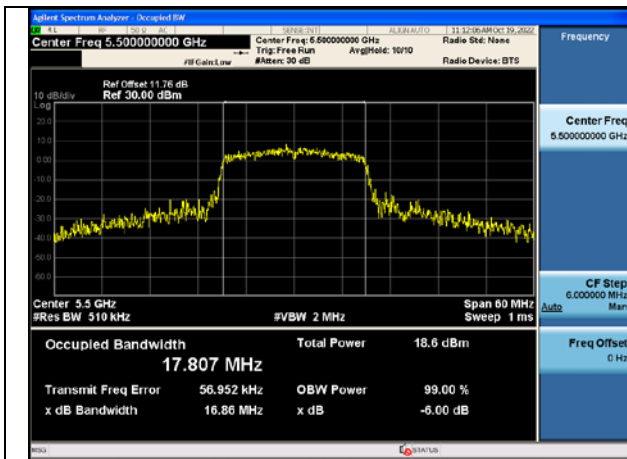 Agilent Spectrum Analyzer - Occupied BW
RL RF 50 Ω AC SENSE:INT ALIGN AUTO 11:12:06 AM Oct 19, 2022
Center Freq 5.500000000 GHz
Center Freq: 5.500000000 GHz
Radio Std: None
Trig: Free Run Avg|Hold: 10/10
#IFGain:Low #Atten: 30 dB Radio Device: BTS
Frequency
Ref Offset 11.76 dB
10 dB/div Ref 30.00 dBm
Log
20.0
10.0
0.00
-10.0
-20.0
-30.0
-40.0
-50.0
-60.0
Center Freq
5.500000000 GHz
Center 5.5 GHz Span 60 MHz
#Res BW 510 kHz #VBW 2 MHz Sweep 1 ms
CF Step
6.000000 MHz
Auto Man
Occupied Bandwidth Total Power 18.6 dBm
17.807 MHz
Transmit Freq Error 56.952 kHz OBW Power 99.00 %
x dB Bandwidth 16.86 MHz x dB -6.00 dB
Freq Offset
0 Hz
MSG STATUS